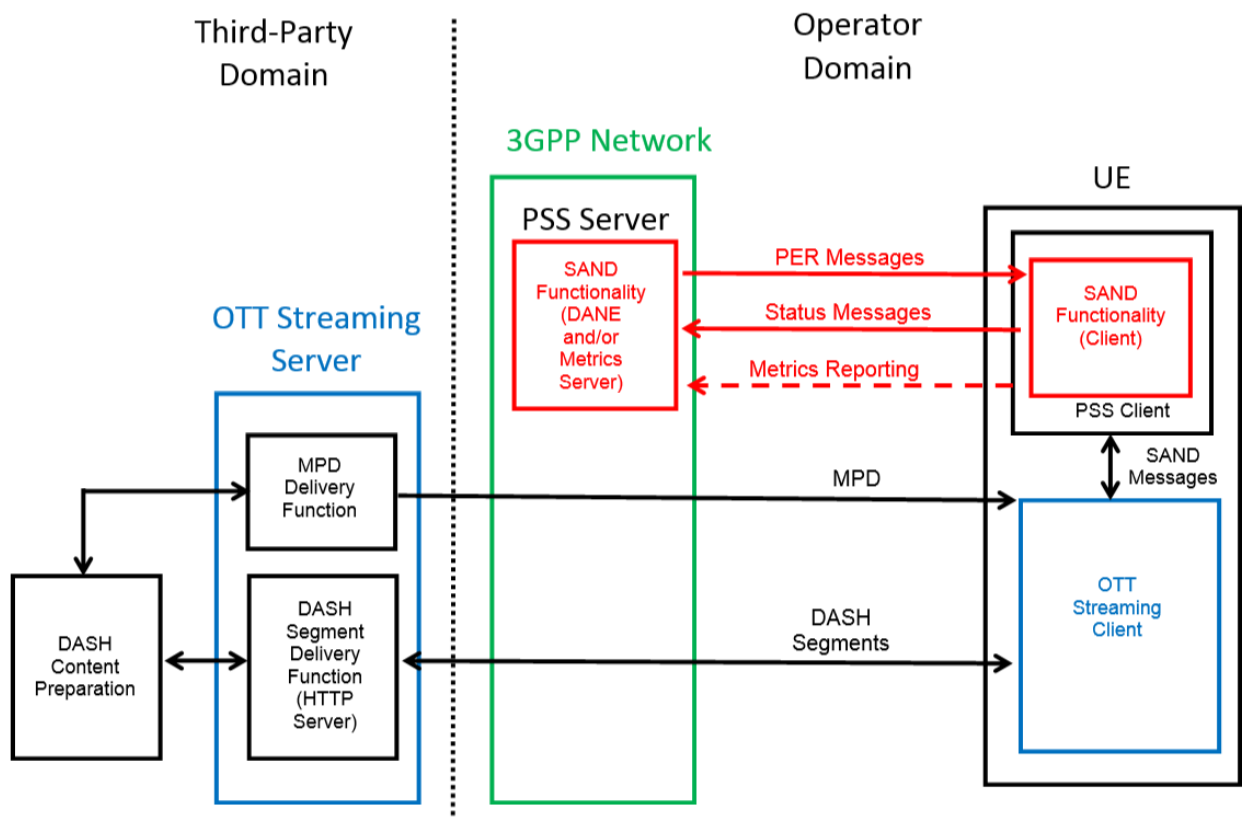 Third-Party
Domain
Operator
Domain
3GPP Network
UE
PSS Server
SAND
Functionality
(DANE
and/or
Metrics
Server)
PER Messages
Status Messages
Metrics Reporting
SAND
Functionality
(Client)
PSS Client
SAND
Messages
OTT Streaming
Server
MPD
Delivery
Function
MPD
DASH
Content
Preparation
DASH
Segment
Delivery
Function
(HTTP
Server)
DASH
Segments
OTT
Streaming
Client